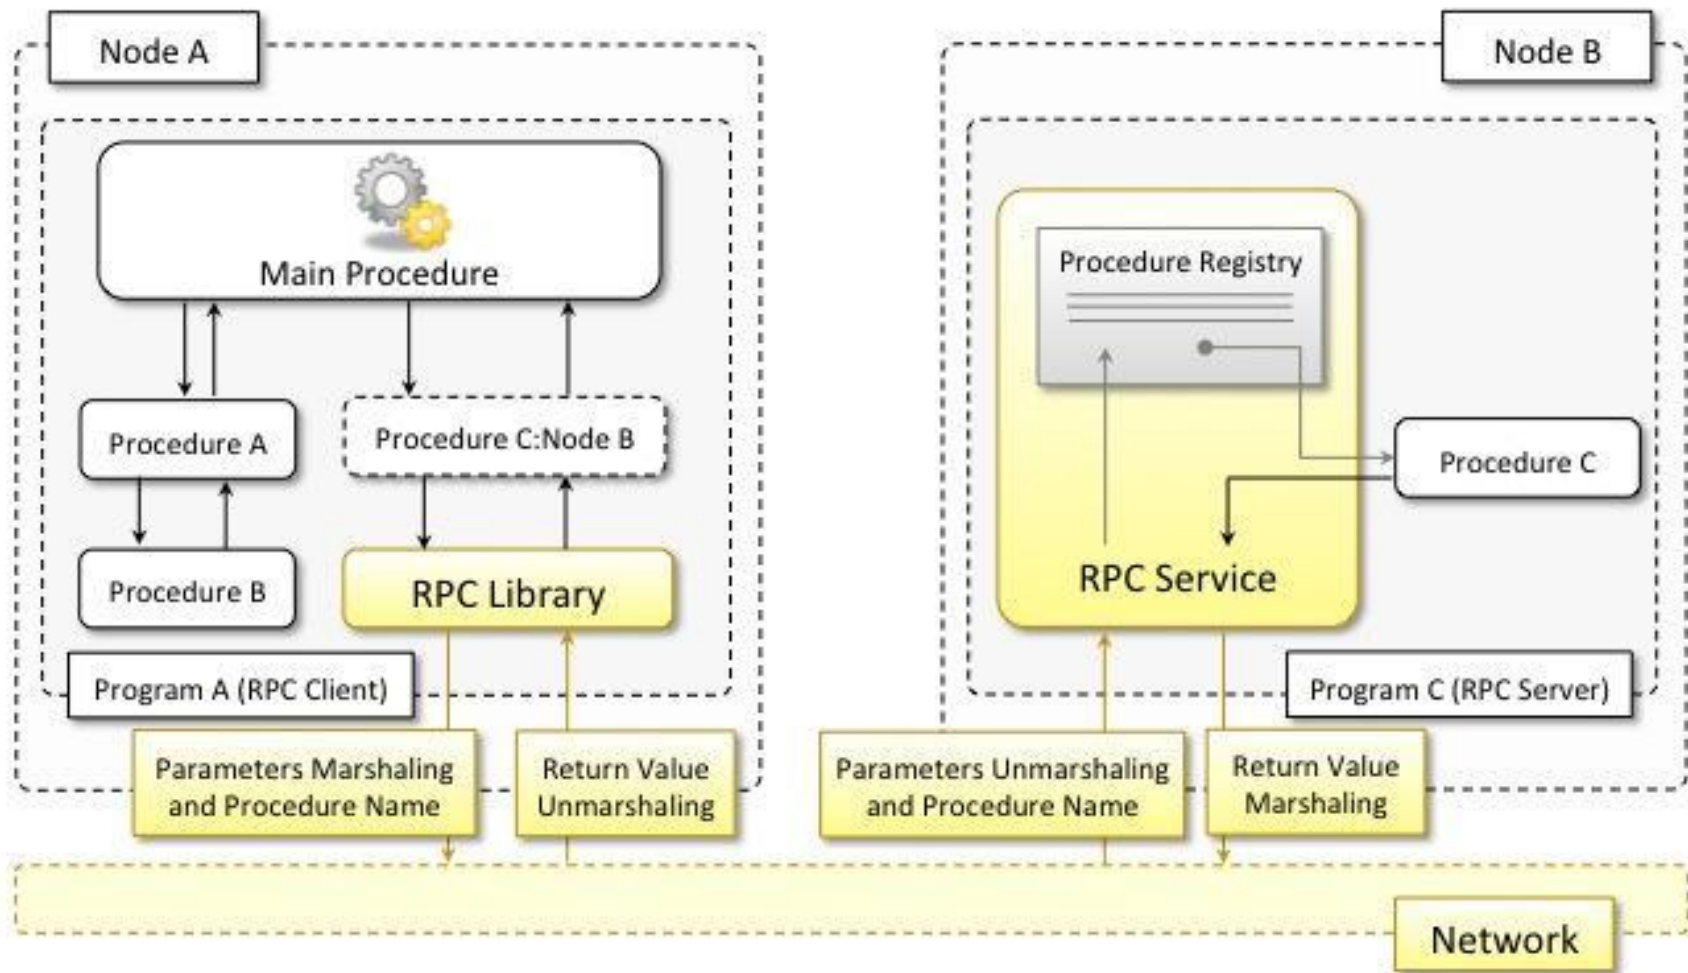 Node A
Node B
Main Procedure
Procedure Registry
Procedure A
Procedure C:Node B
Procedure C
Procedure B
RPC Library
RPC Service
Program A (RPC Client)
Program C (RPC Server)
Parameters Marshaling
and Procedure Name
Return Value
Unmarshaling
Parameters Unmarshaling
and Procedure Name
Return Value
Marshaling
Network